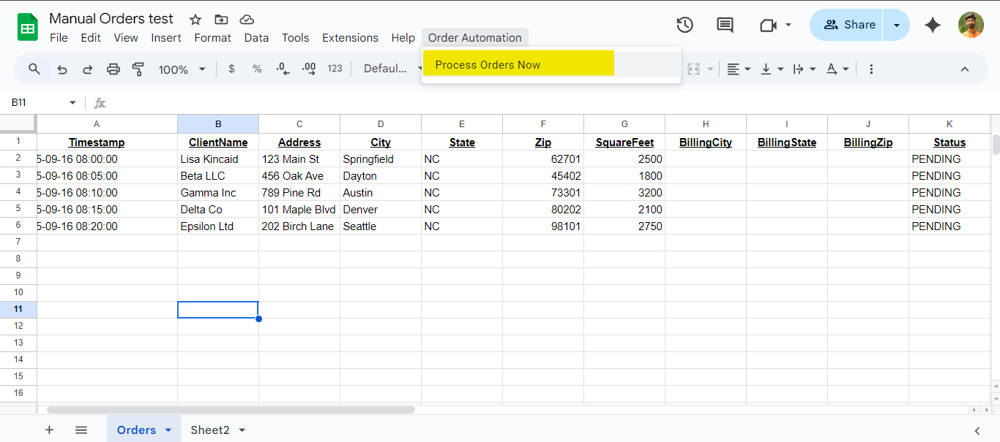 Manual Orders test
File Edit View Insert Format Data Tools Extensions Help Order Automation
Share
Process Orders Now
100% $ % .0 .00 123 Defaul...
B11 fx
A B C D E F G H I J K
1 Timestamp ClientName Address City State Zip SquareFeet BillingCity BillingState BillingZip Status
2 5-09-16 08:00:00 Lisa Kincaid 123 Main St Springfield NC 62701 2500 PENDING
3 5-09-16 08:05:00 Beta LLC 456 Oak Ave Dayton NC 45402 1800 PENDING
4 5-09-16 08:10:00 Gamma Inc 789 Pine Rd Austin NC 73301 3200 PENDING
5 5-09-16 08:15:00 Delta Co 101 Maple Blvd Denver NC 80202 2100 PENDING
6 5-09-16 08:20:00 Epsilon Ltd 202 Birch Lane Seattle NC 98101 2750 PENDING
7
8
9
10
11
12
13
14
15
16
Orders Sheet2